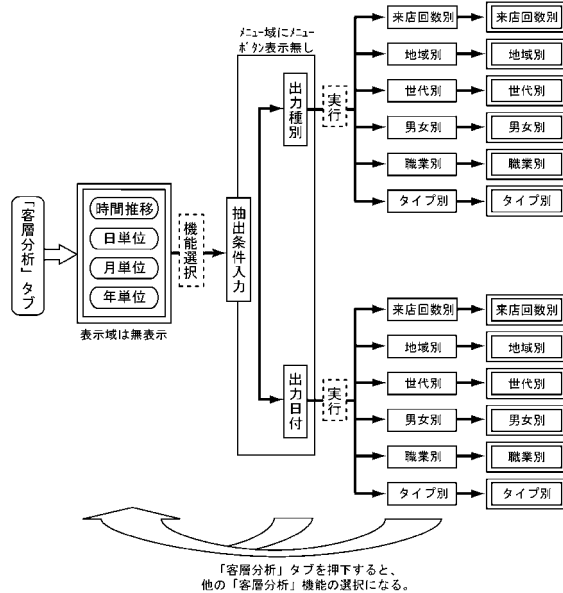 メニュー域にメニュー
ボタン表示無し
「客層分析」タブ
時間推移
日単位
月単位
年単位
表示域は無表示
機能選択
抽出条件入力
出力種別
実行
来店回数別
来店回数別
地域別
地域別
世代別
世代別
男女別
男女別
職業別
職業別
タイプ別
タイプ別
出力日付
実行
来店回数別
来店回数別
地域別
地域別
世代別
世代別
男女別
男女別
職業別
職業別
タイプ別
タイプ別
「客層分析」タブを押下すると、
他の「客層分析」機能の選択になる。